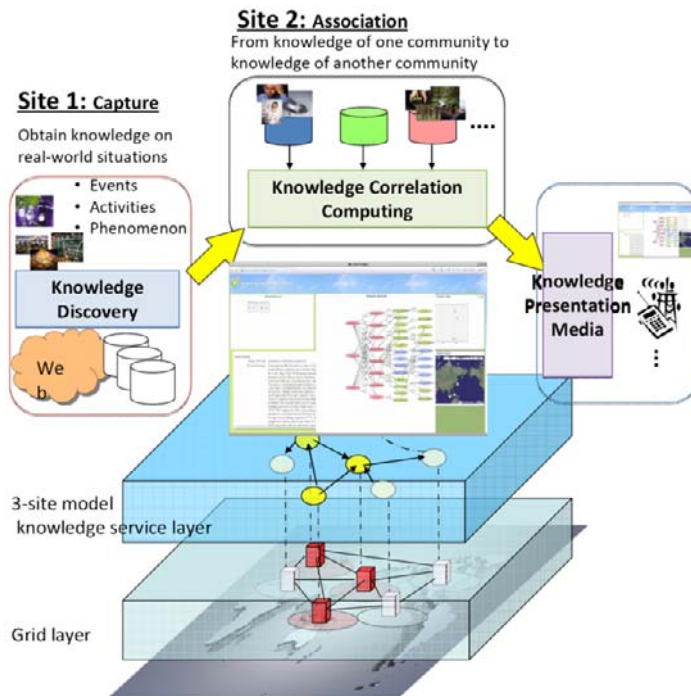 Site 2: Association
From knowledge of one community to
knowledge of another community
Site 1: Capture
Obtain knowledge on
real-world situations
• Events
• Activities
• Phenomenon
Knowledge
Discovery
We
b
....
Knowledge Correlation
Computing
Knowledge
Presentation
Media
3-site model
knowledge service layer
Grid layer